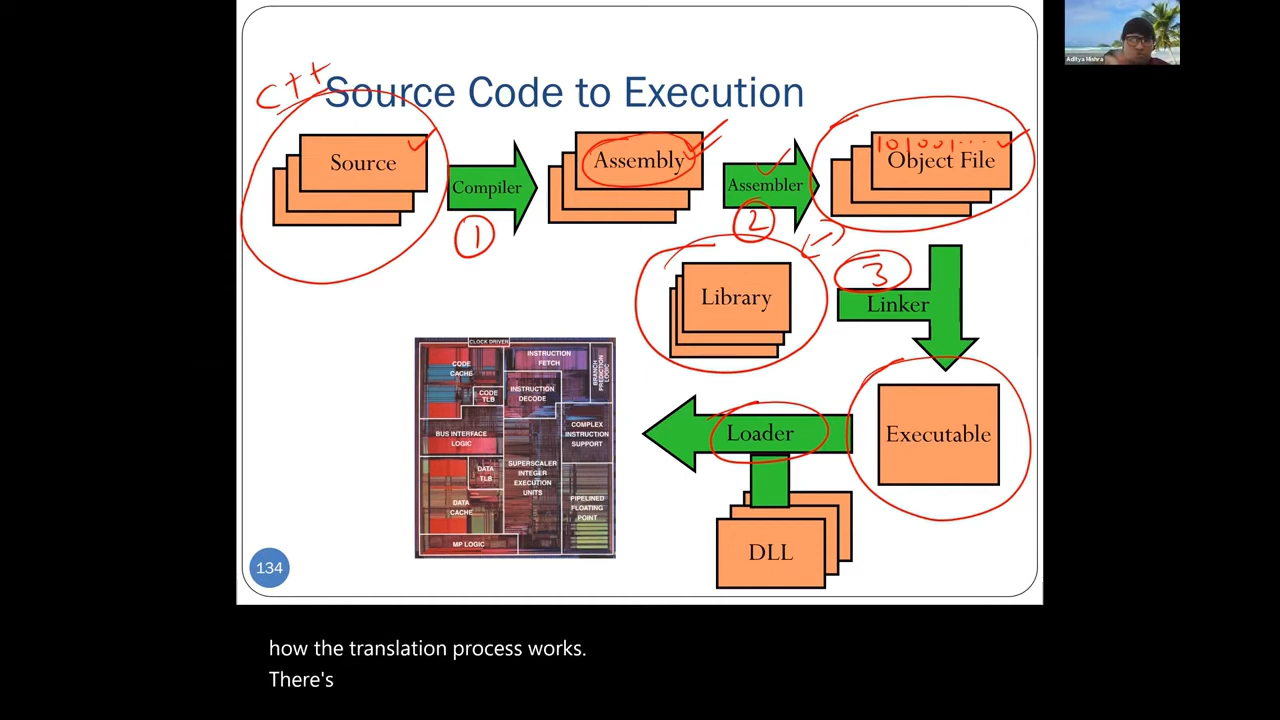 Aditya Mishra
C++
Source Code to Execution
Source
Compiler
1
Assembly
Assembler
2
101001...
Object File
Library
3
Linker
Executable
Loader
DLL
CLOCK DRIVER
CODE
CACHE
INSTRUCTION
FETCH
BRANCH
PREDICTION
LOGIC
CODE
TLB
INSTRUCTION
DECODE
BUS INTERFACE
LOGIC
COMPLEX
INSTRUCTION
SUPPORT
DATA
TLB
SUPERSCALER
INTEGER
EXECUTION
UNITS
DATA
CACHE
PIPELINED
FLOATING
POINT
MP LOGIC
134
how the translation process works.
There's